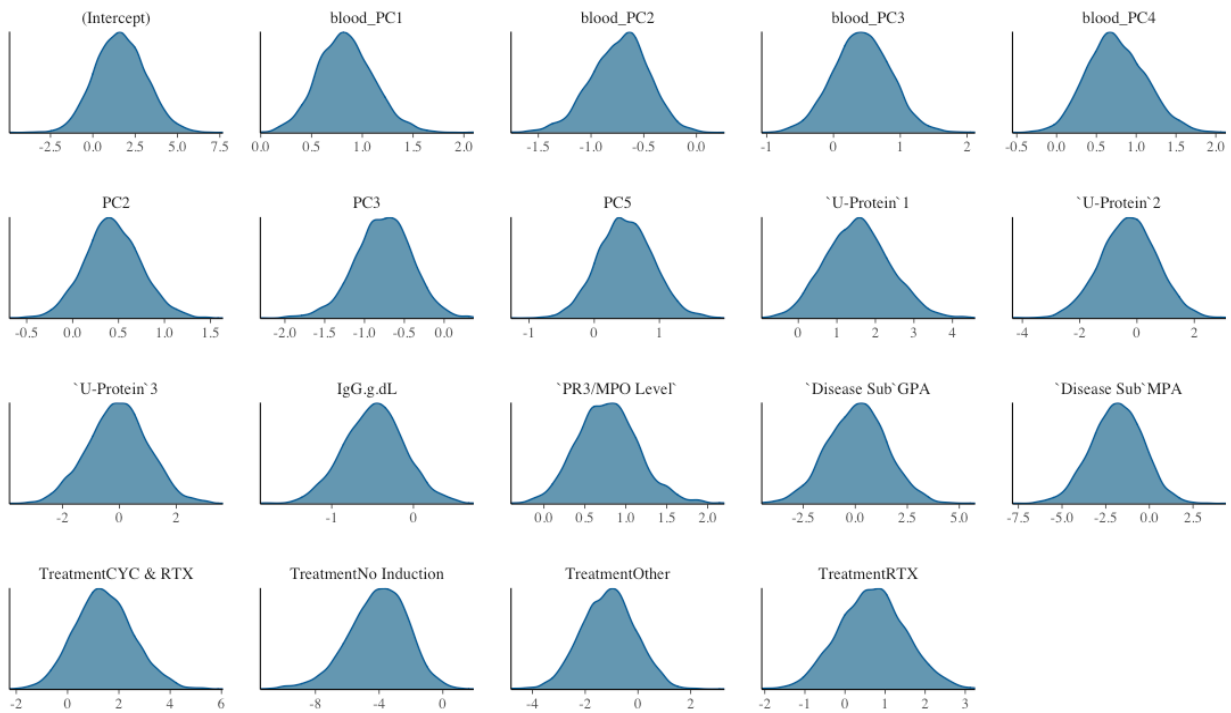 (Intercept) blood_PC1 blood_PC2 blood_PC3 blood_PC4
-2.5 0.0 2.5 5.0 7.5 0.0 0.5 1.0 1.5 2.0 -1.5 -1.0 -0.5 0.0 -1 0 1 2 -0.5 0.0 0.5 1.0 1.5 2.0
PC2 PC3 PC5 `U-Protein`1 `U-Protein`2
-0.5 0.0 0.5 1.0 1.5 -2.0 -1.5 -1.0 -0.5 0.0 -1 0 1 0 1 2 3 4 -4 -2 0 2
`U-Protein`3 IgG.g.dL `PR3/MPO Level` `Disease Sub`GPA `Disease Sub`MPA
-2 0 2 -1 0 0.0 0.5 1.0 1.5 2.0 -2.5 0.0 2.5 5.0 -7.5 -5.0 -2.5 0.0 2.5
TreatmentCYC & RTX TreatmentNo Induction TreatmentOther TreatmentRTX
-2 0 2 4 6 -8 -4 0 -4 -2 0 2 -2 -1 0 1 2 3